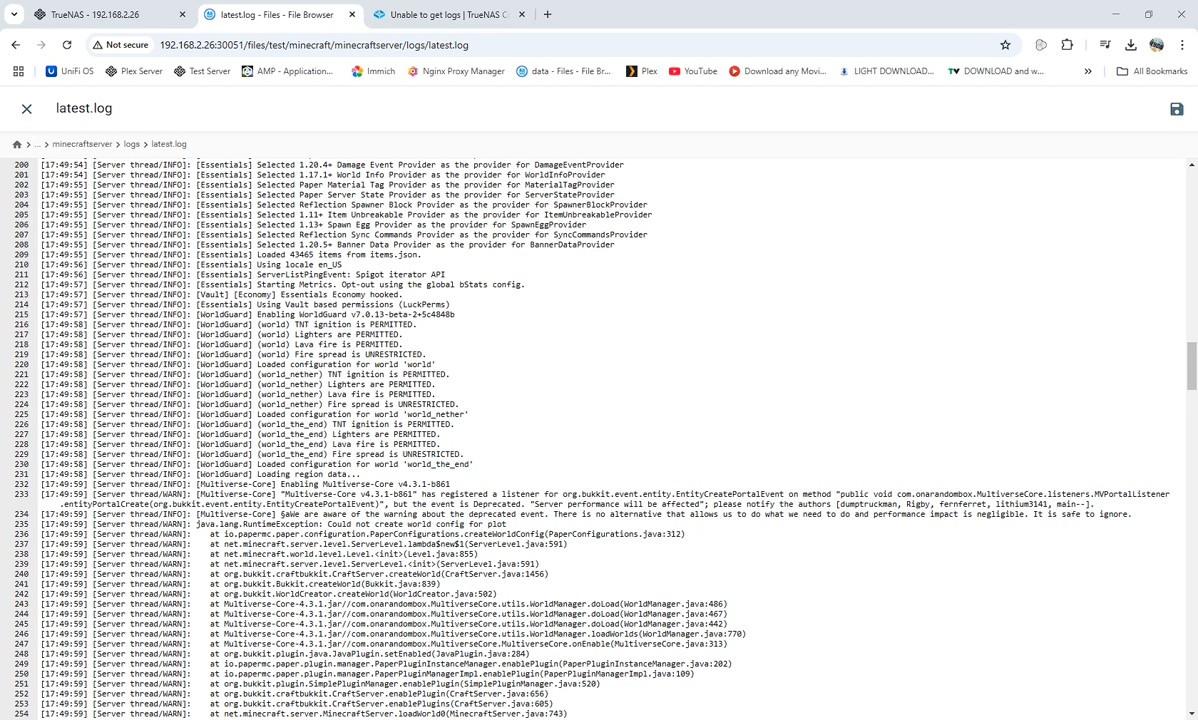 TrueNAS - 192.168.2.26
latest.log - Files - File Browser
Unable to get logs | TrueNAS C
Not secure
192.168.2.26:30051/files/test/minecraft/minecraftserver/logs/latest.log
UniFi OS
Plex Server
Test Server
AMP - Application...
Immich
Nginx Proxy Manager
data - Files - File Br...
Plex
YouTube
Download any Movi...
LIGHT DOWNLOAD...
DOWNLOAD and w...
»
All Bookmarks
latest.log
> ... > minecraftserver > logs > latest.log
200 [17:49:54] [Server thread/INFO]: [Essentials] Selected 1.20.4+ Damage Event Provider as the provider for DamageEventProvider
201 [17:49:54] [Server thread/INFO]: [Essentials] Selected 1.17.1+ World Info Provider as the provider for WorldInfoProvider
202 [17:49:55] [Server thread/INFO]: [Essentials] Selected Paper Material Tag Provider as the provider for MaterialTagProvider
203 [17:49:55] [Server thread/INFO]: [Essentials] Selected Paper Server State Provider as the provider for ServerStateProvider
204 [17:49:55] [Server thread/INFO]: [Essentials] Selected Reflection Spawner Block Provider as the provider for SpawnerBlockProvider
205 [17:49:55] [Server thread/INFO]: [Essentials] Selected 1.11+ Item Unbreakable Provider as the provider for ItemUnbreakableProvider
206 [17:49:55] [Server thread/INFO]: [Essentials] Selected 1.13+ Spawn Egg Provider as the provider for SpawnEggProvider
207 [17:49:55] [Server thread/INFO]: [Essentials] Selected Reflection Sync Commands Provider as the provider for SyncCommandsProvider
208 [17:49:55] [Server thread/INFO]: [Essentials] Selected 1.20.5+ Banner Data Provider as the provider for BannerDataProvider
209 [17:49:55] [Server thread/INFO]: [Essentials] Loaded 43465 items from items.json.
210 [17:49:56] [Server thread/INFO]: [Essentials] Using locale en_US
211 [17:49:56] [Server thread/INFO]: [Essentials] ServerListPingEvent: Spigot iterator API
212 [17:49:57] [Server thread/INFO]: [Essentials] Starting Metrics. Opt-out using the global bStats config.
213 [17:49:57] [Server thread/INFO]: [Vault] [Economy] Essentials Economy hooked.
214 [17:49:57] [Server thread/INFO]: [Essentials] Using Vault based permissions (LuckPerms)
215 [17:49:57] [Server thread/INFO]: [WorldGuard] Enabling WorldGuard v7.0.13-beta-2+5c4848b
216 [17:49:58] [Server thread/INFO]: [WorldGuard] (world) TNT ignition is PERMITTED.
217 [17:49:58] [Server thread/INFO]: [WorldGuard] (world) Lighters are PERMITTED.
218 [17:49:58] [Server thread/INFO]: [WorldGuard] (world) Lava fire is PERMITTED.
219 [17:49:58] [Server thread/INFO]: [WorldGuard] (world) Fire spread is UNRESTRICTED.
220 [17:49:58] [Server thread/INFO]: [WorldGuard] Loaded configuration for world 'world'
221 [17:49:58] [Server thread/INFO]: [WorldGuard] (world_nether) TNT ignition is PERMITTED.
222 [17:49:58] [Server thread/INFO]: [WorldGuard] (world_nether) Lighters are PERMITTED.
223 [17:49:58] [Server thread/INFO]: [WorldGuard] (world_nether) Lava fire is PERMITTED.
224 [17:49:58] [Server thread/INFO]: [WorldGuard] (world_nether) Fire spread is UNRESTRICTED.
225 [17:49:58] [Server thread/INFO]: [WorldGuard] Loaded configuration for world 'world_nether'
226 [17:49:58] [Server thread/INFO]: [WorldGuard] (world_the_end) TNT ignition is PERMITTED.
227 [17:49:58] [Server thread/INFO]: [WorldGuard] (world_the_end) Lighters are PERMITTED.
228 [17:49:58] [Server thread/INFO]: [WorldGuard] (world_the_end) Lava fire is PERMITTED.
229 [17:49:58] [Server thread/INFO]: [WorldGuard] (world_the_end) Fire spread is UNRESTRICTED.
230 [17:49:58] [Server thread/INFO]: [WorldGuard] Loaded configuration for world 'world_the_end'
231 [17:49:58] [Server thread/INFO]: [WorldGuard] Loading region data...
232 [17:49:59] [Server thread/INFO]: [Multiverse-Core] Enabling Multiverse-Core v4.3.1-b861
233 [17:49:59] [Server thread/WARN]: [Multiverse-Core] "Multiverse-Core v4.3.1-b861" has registered a listener for org.bukkit.event.entity.EntityCreatePortalEvent on method "public void com.onarandombox.MultiverseCore.listeners.MVPortalListener
.entityPortalCreate(org.bukkit.event.entity.EntityCreatePortalEvent)", but the event is Deprecated. "Server performance will be affected"; please notify the authors [dumptruckman, Rigby, fernferret, lithium3141, main--].
234 [17:49:59] [Server thread/INFO]: [Multiverse-Core] §aWe are aware of the warning about the deprecated event. There is no alternative that allows us to do what we need to do and performance impact is negligible. It is safe to ignore.
235 [17:49:59] [Server thread/WARN]: java.lang.RuntimeException: Could not create world config for plot
236 [17:49:59] [Server thread/WARN]: at io.papermc.paper.configuration.PaperConfigurations.createWorldConfig(PaperConfigurations.java:312)
237 [17:49:59] [Server thread/WARN]: at net.minecraft.server.level.ServerLevel.lambda$new$1(ServerLevel.java:591)
238 [17:49:59] [Server thread/WARN]: at net.minecraft.world.level.Level.<init>(Level.java:855)
239 [17:49:59] [Server thread/WARN]: at net.minecraft.server.level.ServerLevel.<init>(ServerLevel.java:591)
240 [17:49:59] [Server thread/WARN]: at org.bukkit.craftbukkit.CraftServer.createWorld(CraftServer.java:1456)
241 [17:49:59] [Server thread/WARN]: at org.bukkit.Bukkit.createWorld(Bukkit.java:839)
242 [17:49:59] [Server thread/WARN]: at org.bukkit.WorldCreator.createWorld(WorldCreator.java:502)
243 [17:49:59] [Server thread/WARN]: at Multiverse-Core-4.3.1.jar//com.onarandombox.MultiverseCore.utils.WorldManager.doLoad(WorldManager.java:486)
244 [17:49:59] [Server thread/WARN]: at Multiverse-Core-4.3.1.jar//com.onarandombox.MultiverseCore.utils.WorldManager.doLoad(WorldManager.java:467)
245 [17:49:59] [Server thread/WARN]: at Multiverse-Core-4.3.1.jar//com.onarandombox.MultiverseCore.utils.WorldManager.doLoad(WorldManager.java:442)
246 [17:49:59] [Server thread/WARN]: at Multiverse-Core-4.3.1.jar//com.onarandombox.MultiverseCore.utils.WorldManager.loadWorlds(WorldManager.java:770)
247 [17:49:59] [Server thread/WARN]: at Multiverse-Core-4.3.1.jar//com.onarandombox.MultiverseCore.MultiverseCore.onEnable(MultiverseCore.java:313)
248 [17:49:59] [Server thread/WARN]: at org.bukkit.plugin.java.JavaPlugin.setEnabled(JavaPlugin.java:284)
249 [17:49:59] [Server thread/WARN]: at io.papermc.paper.plugin.manager.PaperPluginInstanceManager.enablePlugin(PaperPluginInstanceManager.java:202)
250 [17:49:59] [Server thread/WARN]: at io.papermc.paper.plugin.manager.PaperPluginManagerImpl.enablePlugin(PaperPluginManagerImpl.java:109)
251 [17:49:59] [Server thread/WARN]: at org.bukkit.plugin.SimplePluginManager.enablePlugin(SimplePluginManager.java:520)
252 [17:49:59] [Server thread/WARN]: at org.bukkit.craftbukkit.CraftServer.enablePlugin(CraftServer.java:656)
253 [17:49:59] [Server thread/WARN]: at org.bukkit.craftbukkit.CraftServer.enablePlugins(CraftServer.java:605)
254 [17:49:59] [Server thread/WARN]: at net.minecraft.server.MinecraftServer.loadWorld0(MinecraftServer.java:743)